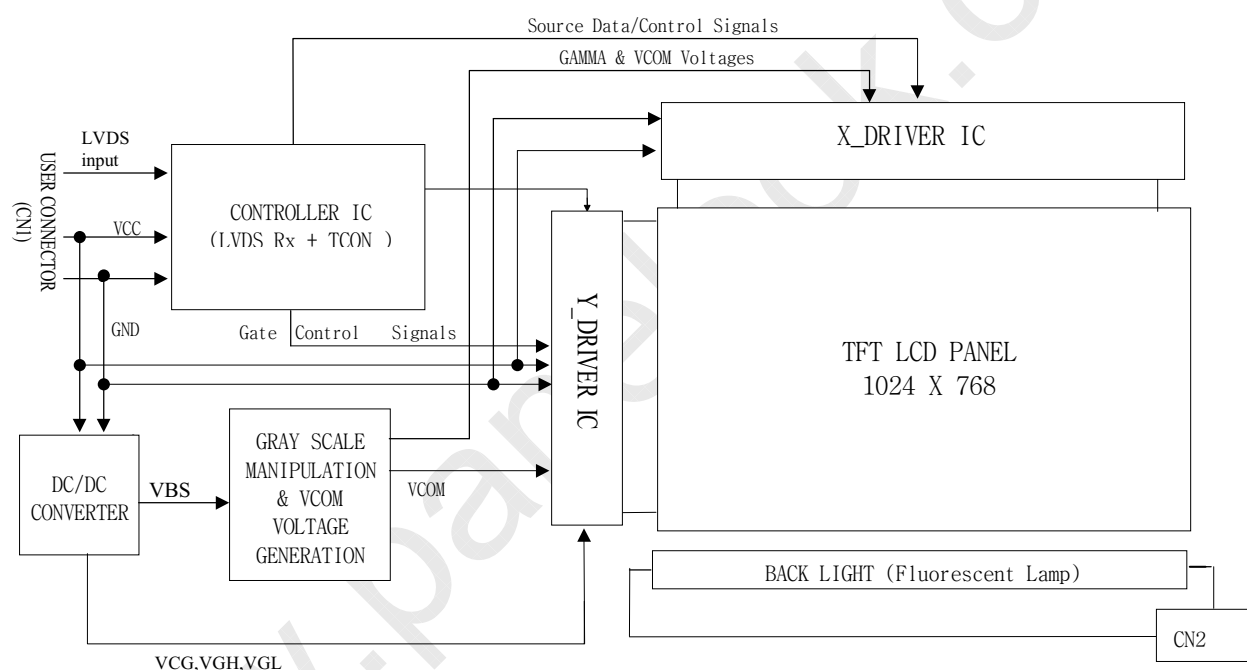 Source Data/Control Signals
GAMMA & VCOM Voltages
X_DRIVER IC
LVDS
input
USER CONNECTOR
(CN1)
VCC
GND
CONTROLLER IC
(LVDS Rx + TCON )
Gate Control Signals
Y_DRIVER IC
TFT LCD PANEL
1024 X 768
DC/DC
CONVERTER
VBS
GRAY SCALE
MANIPULATION
& VCOM
VOLTAGE
GENERATION
VCOM
BACK LIGHT (Fluorescent Lamp)
CN2
VCG,VGH,VGL